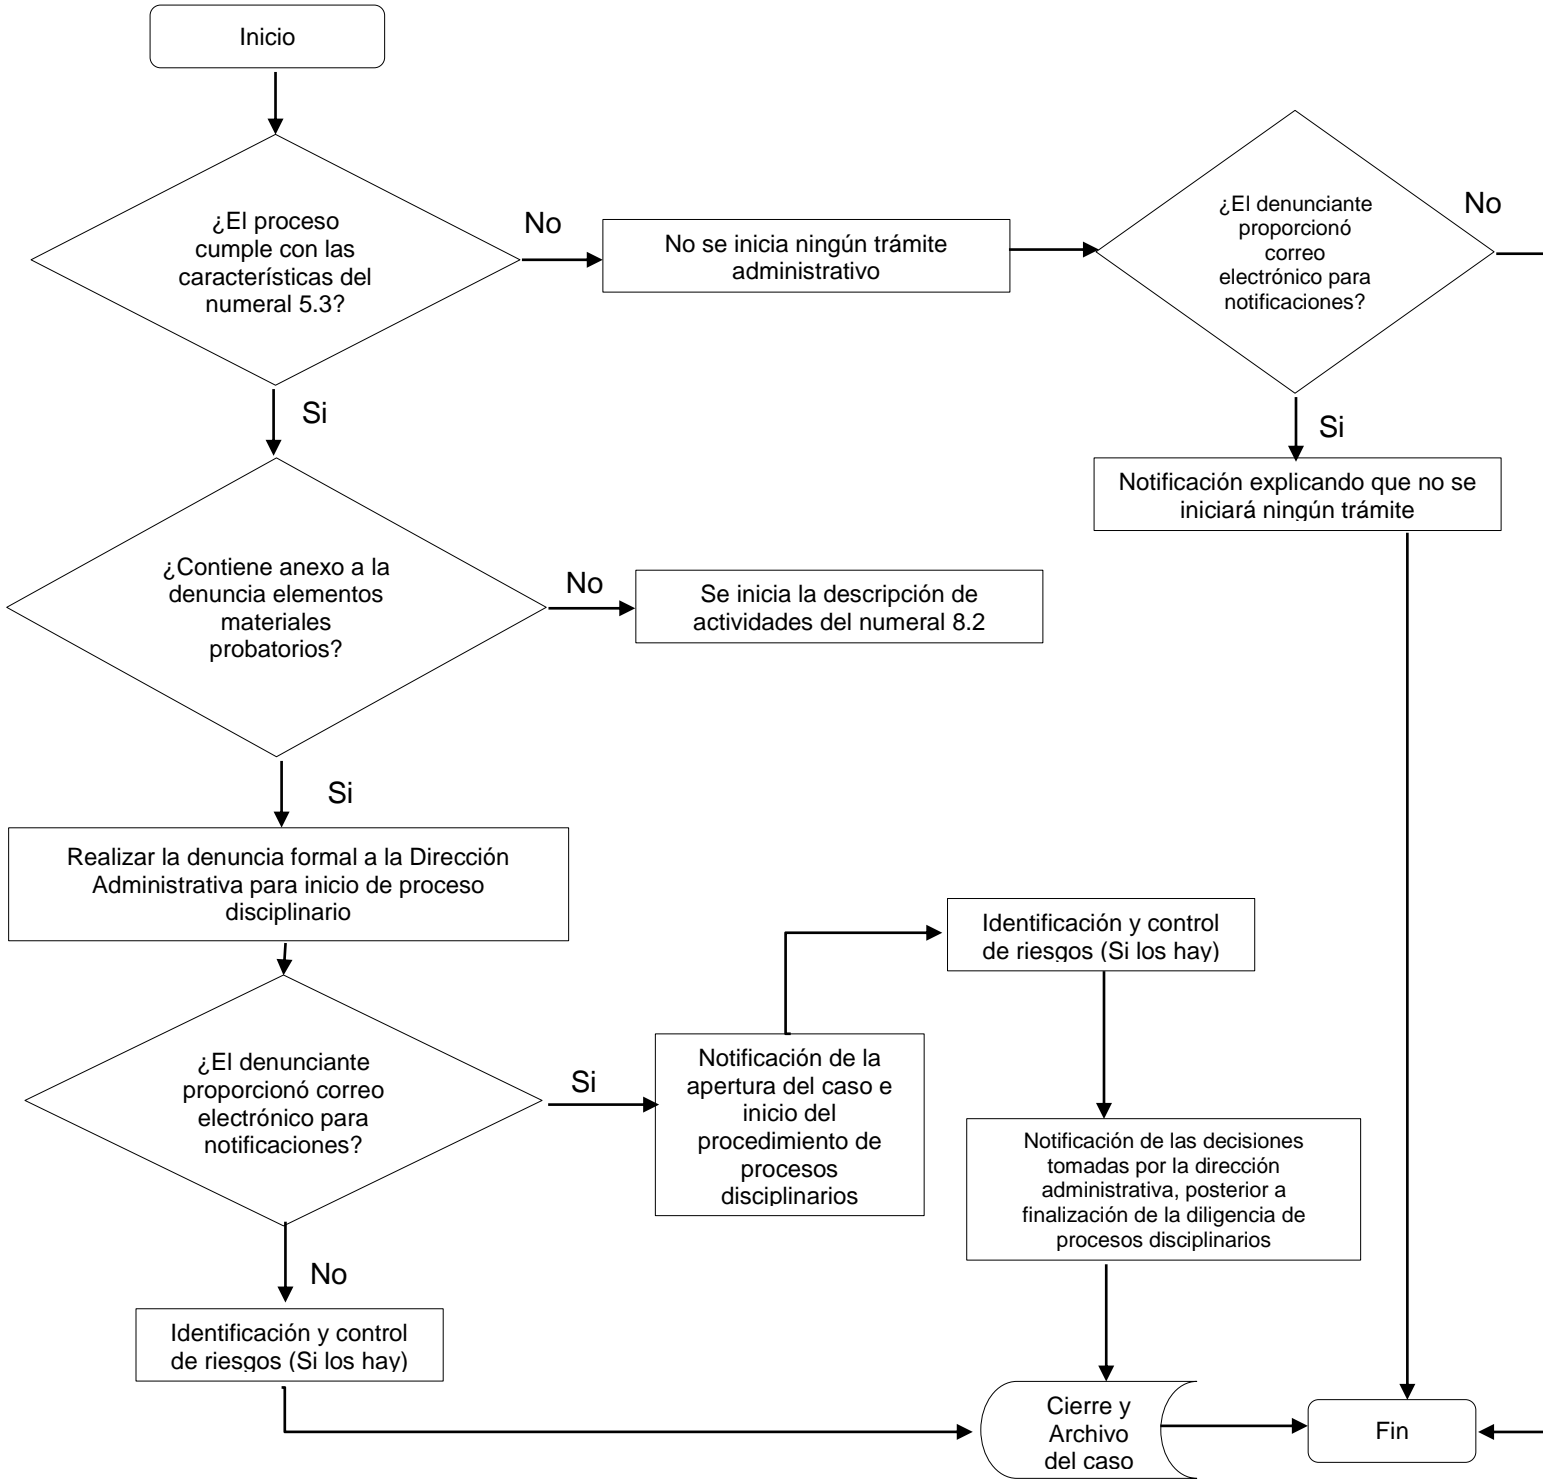 Inicio
¿El proceso
cumple con las
características del
numeral 5.3?
No
No se inicia ningún trámite
administrativo
¿El denunciante
proporcionó
correo
electrónico para
notificaciones?
No
Si
Si
Notificación explicando que no se
iniciará ningún trámite
¿Contiene anexo a la
denuncia elementos
materiales
probatorios?
No
Se inicia la descripción de
actividades del numeral 8.2
Si
Realizar la denuncia formal a la Dirección
Administrativa para inicio de proceso
disciplinario
¿El denunciante
proporcionó correo
electrónico para
notificaciones?
Si
Notificación de la
apertura del caso e
inicio del
procedimiento de
procesos
disciplinarios
Identificación y control
de riesgos (Si los hay)
Notificación de las decisiones
tomadas por la dirección
administrativa, posterior a
finalización de la diligencia de
procesos disciplinarios
No
Identificación y control
de riesgos (Si los hay)
Cierre y
Archivo
del caso
Fin